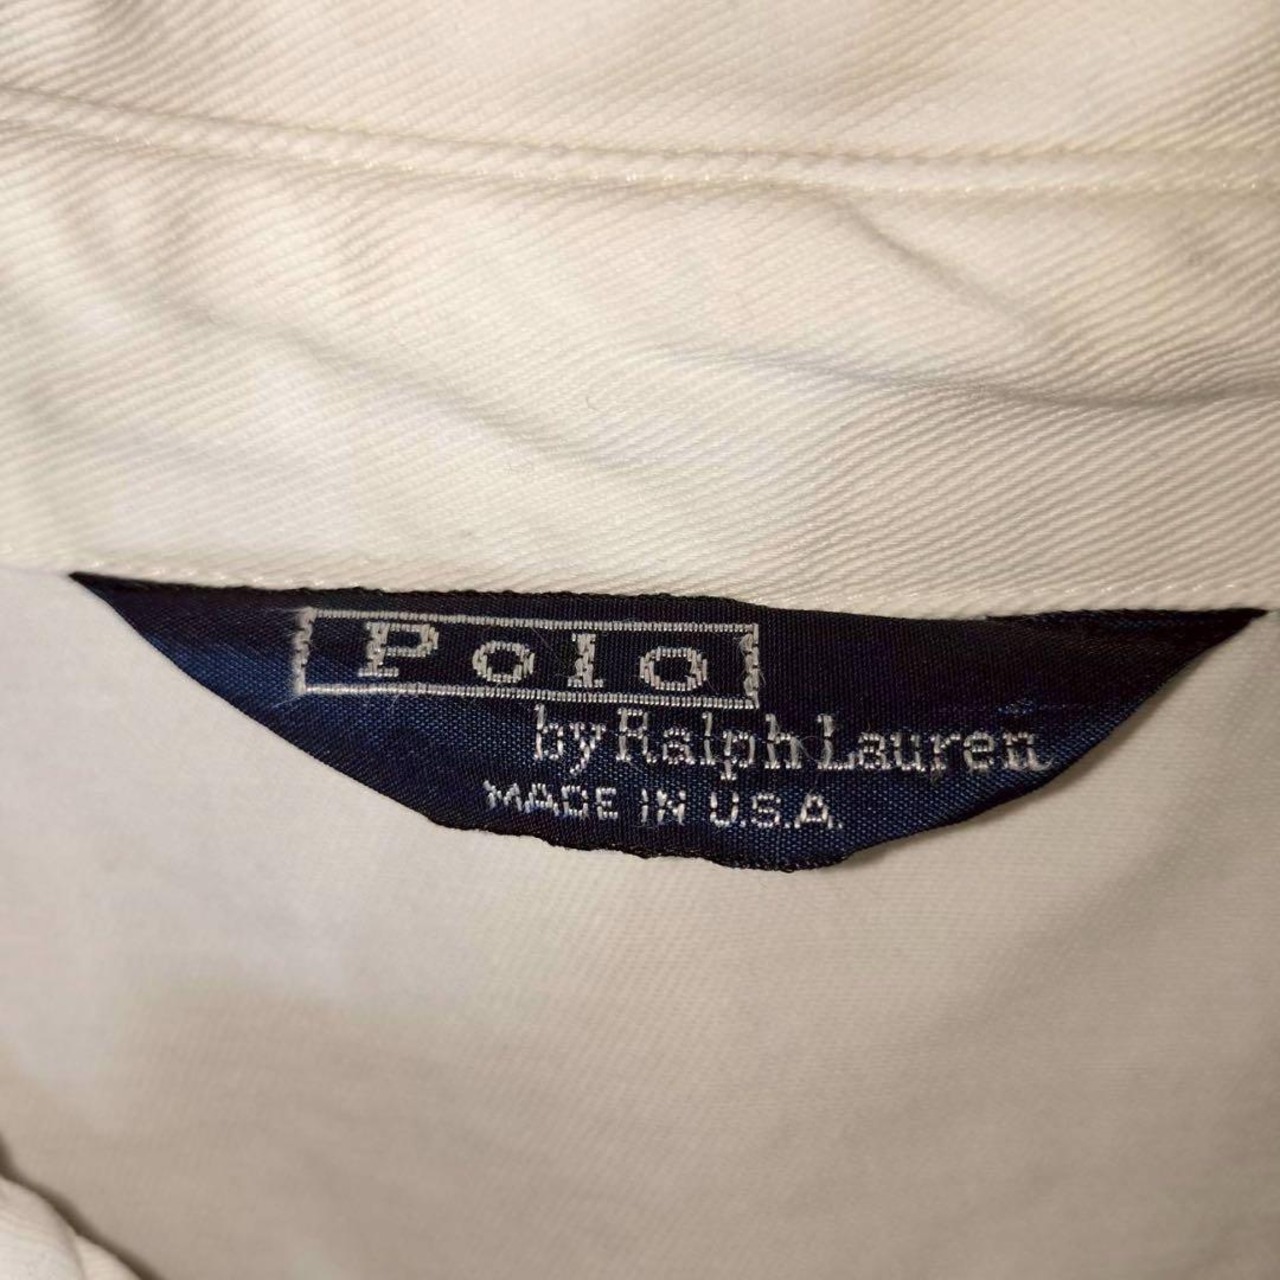 Polo
by Ralph Lauren
MADE IN U.S.A.